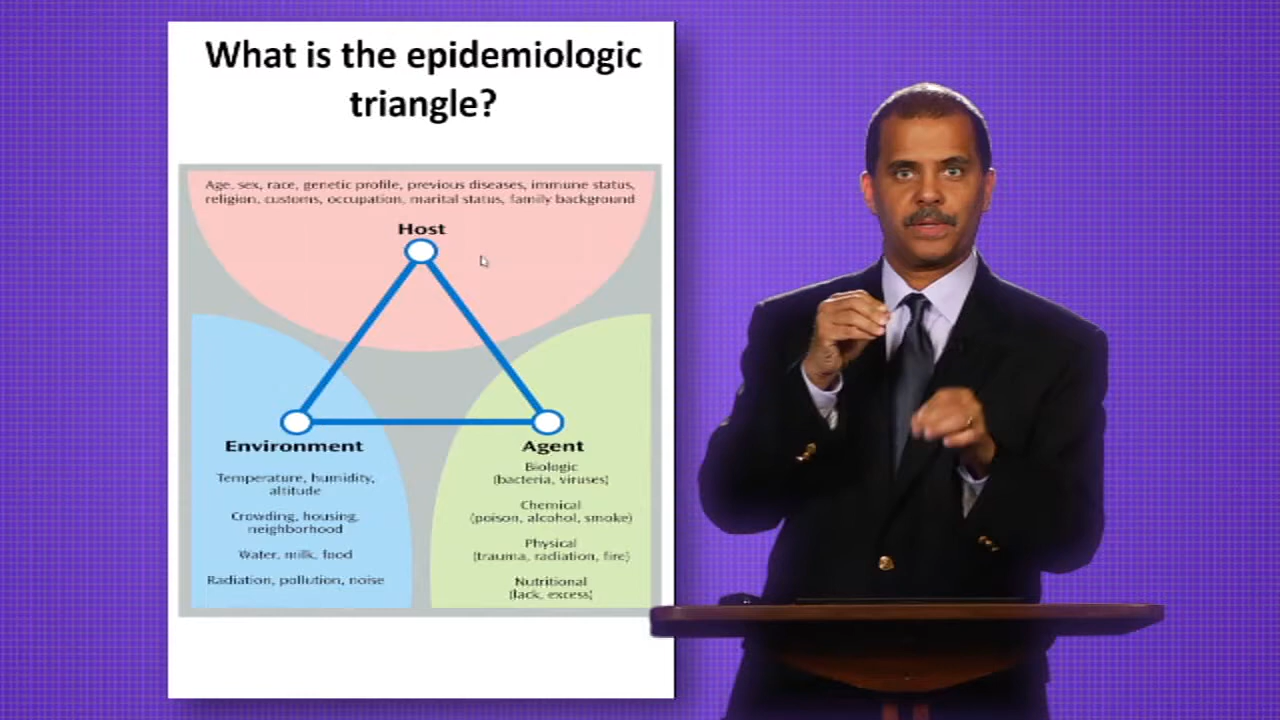 What is the epidemiologic
triangle?
Age, sex, race, genetic profile, previous diseases, immune status,
religion, customs, occupation, marital status, family background
Host
Environment
Temperature, humidity,
altitude
Crowding, housing,
neighborhood
Water, milk, food
Radiation, pollution, noise
Agent
Biologic
(bacteria, viruses)
Chemical
(poison, alcohol, smoke)
Physical
(trauma, radiation, fire)
Nutritional
(lack, excess)